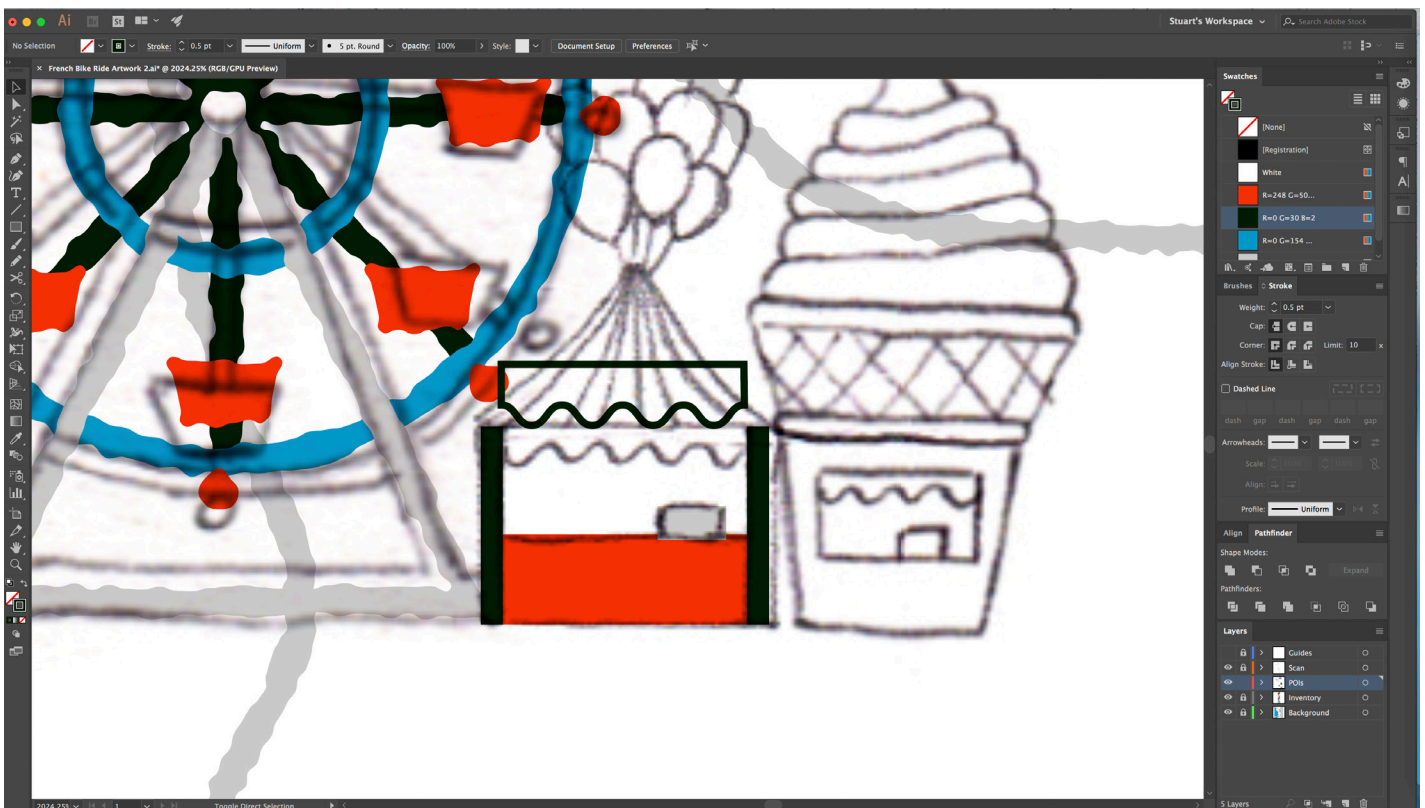 Ai Br St Stuart's Workspace Search Adobe Stock
No Selection Stroke: 0.5 pt Uniform 5 pt. Round Opacity: 100% Style: Document Setup Preferences
× French Bike Ride Artwork 2.ai* @ 2024.25% (RGB/GPU Preview)
Swatches
[None]
[Registration]
White
R=248 G=50...
R=0 G=30 B=2
R=0 G=154 ...
Brushes Stroke
Weight: 0.5 pt
Cap:
Corner: Limit: 10 x
Align Stroke:
Dashed Line
dash gap dash gap dash gap
Arrowheads:
Scale: 100% 100%
Align:
Profile: Uniform
Align Pathfinder
Shape Modes:
Expand
Pathfinders:
Layers
Guides
Scan
POIs
Inventory
Background
2024.25% 1 Toggle Direct Selection 5 Layers